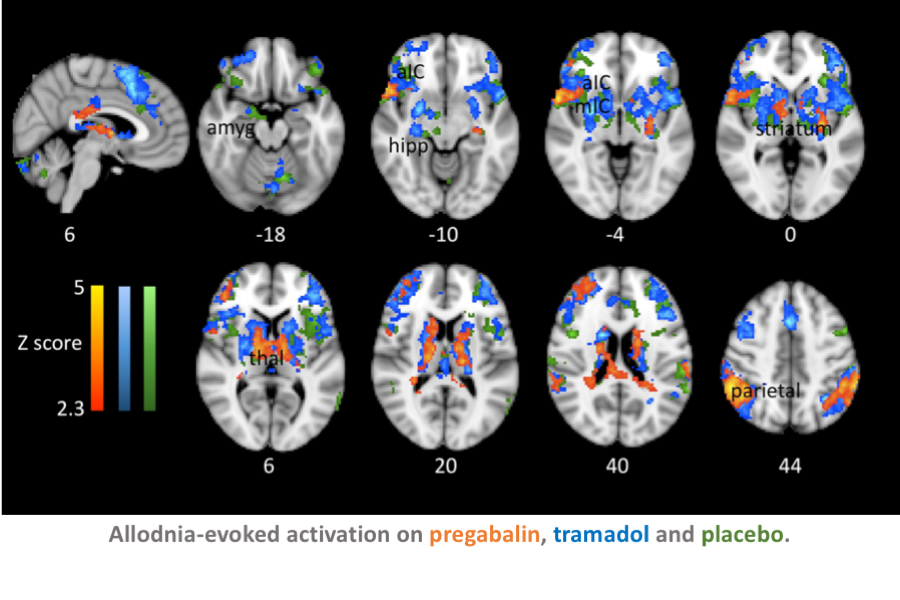 aIC
aIC
amyg
mIC
striatum
hipp
6
-18
-10
-4
0
5
Z score
2.3
thal
parietal
6
20
40
44
Allodnia-evoked activation on pregabalin, tramadol and placebo.